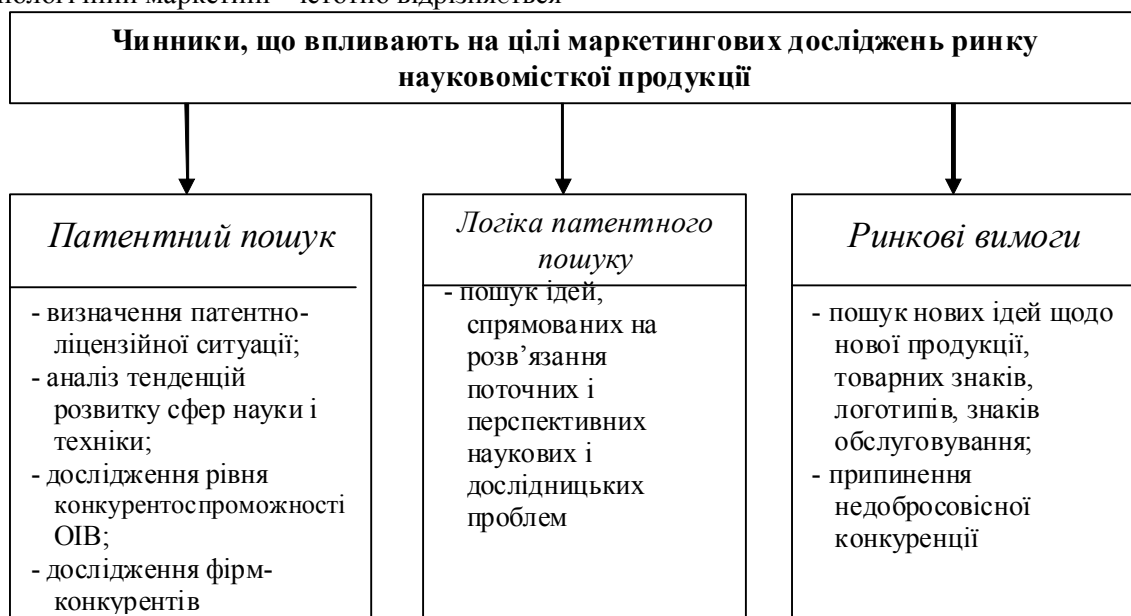 Чинники, що впливають на цілі маркетингових досліджень ринку
наукомісткої продукції
Патентний пошук
- визначення патентно-
ліцензійної ситуації;
- аналіз тенденцій
розвитку сфер науки і
техніки;
- дослідження рівня
конкурентоспроможності
ОІВ;
- дослідження фірм-
конкурентів
Логіка патентного
пошуку
- пошук ідей,
спрямованих на
розв’язання
поточних і
перспективних
наукових і
дослідницьких
проблем
Ринкові вимоги
- пошук нових ідей щодо
нової продукції,
товарних знаків,
логотипів, знаків
обслуговування;
- припинення
недобросовісної
конкуренції